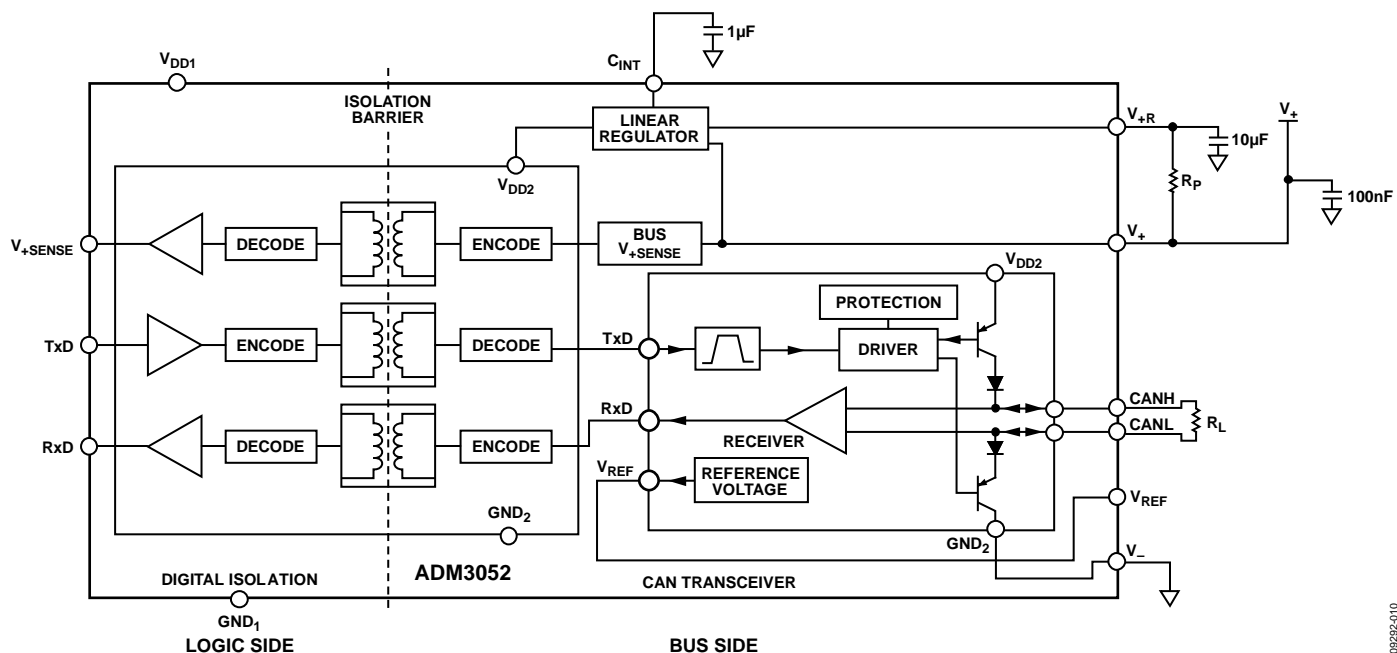 1µF
CINT
VDD1
ISOLATION
BARRIER
LINEAR
REGULATOR
V+R
V+
10µF
RP
100nF
VDD2
V+SENSE
DECODE
ENCODE
BUS
V+SENSE
V+
VDD2
PROTECTION
TxD
ENCODE
DECODE
TxD
DRIVER
CANH
RxD
RL
CANL
RxD
DECODE
ENCODE
RECEIVER
VREF
REFERENCE
VOLTAGE
VREF
GND2
GND2
V–
DIGITAL ISOLATION
ADM3052
CAN TRANSCEIVER
GND1
LOGIC SIDE
BUS SIDE
09292-010